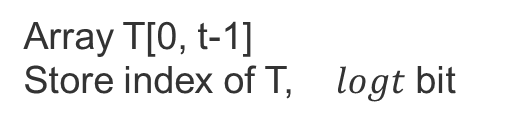 Array T[0, t-1]
Store index of T, logt bit